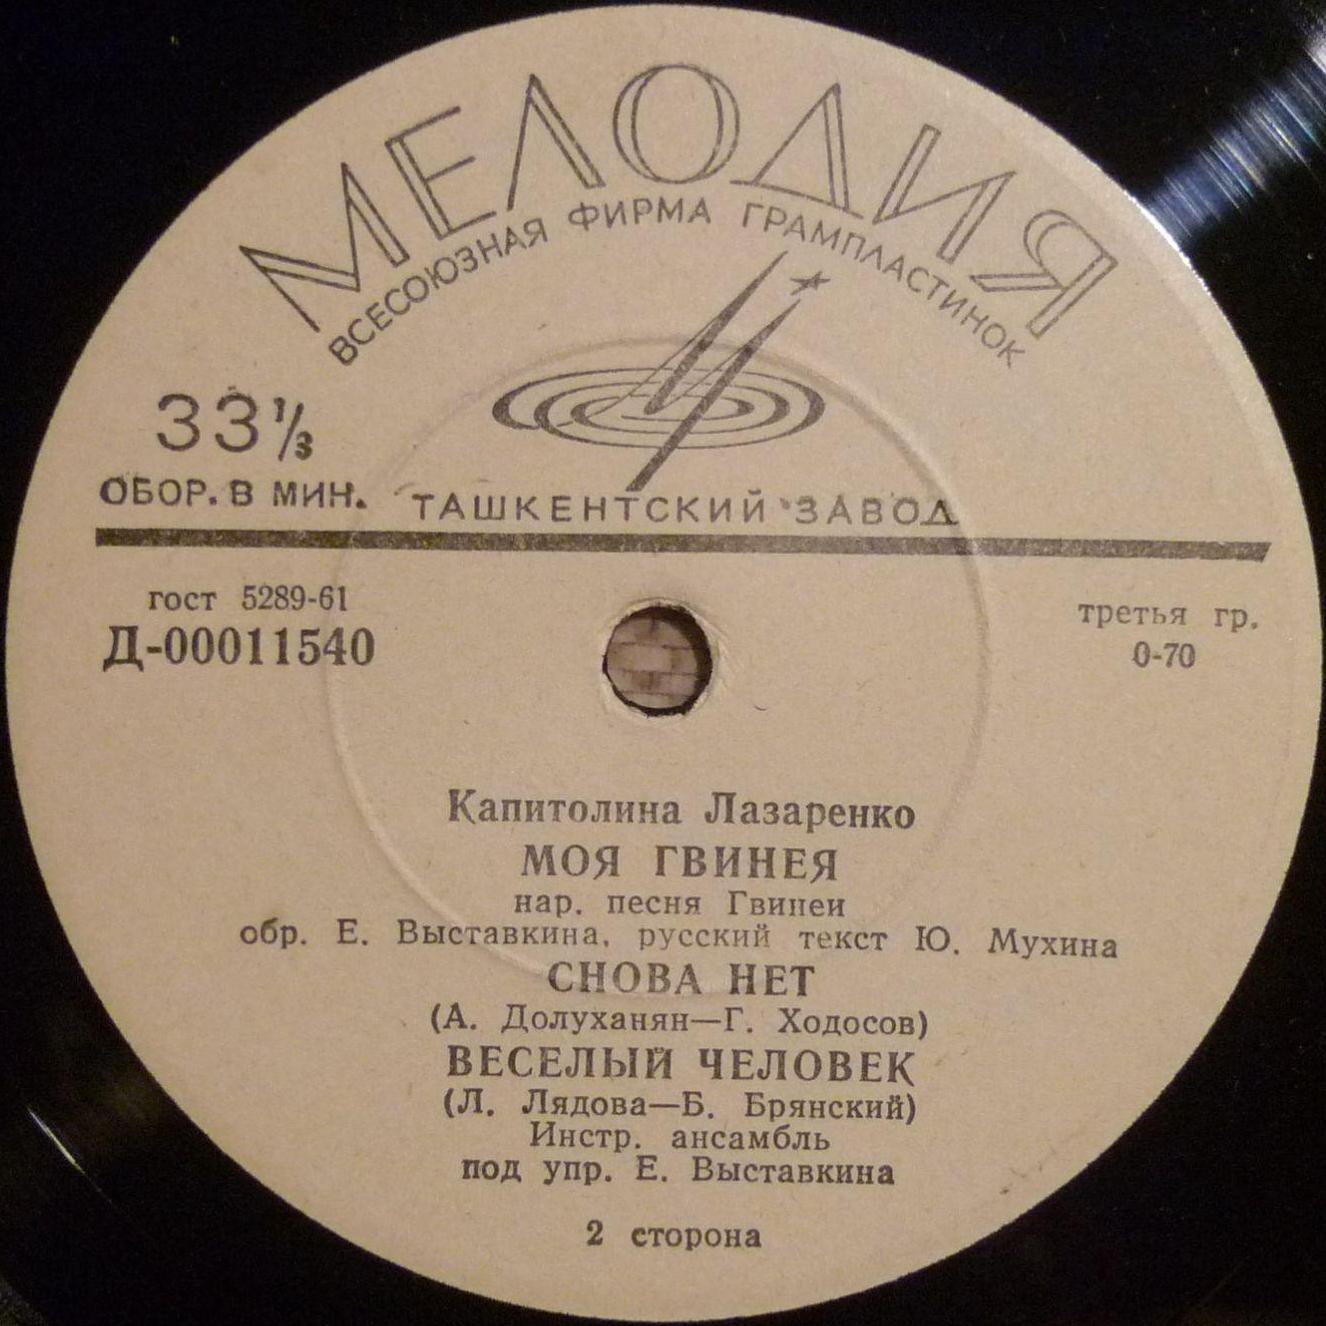 МЕЛОДИЯ
ВСЕСОЮЗНАЯ ФИРМА ГРАМПЛАСТИНОК
33 1/3
ОБОР. В МИН.
ТАШКЕНТСКИЙ ЗАВОД
гост 5289-61
Д-00011540
третья гр.
0-70
Капитолина Лазаренко
МОЯ ГВИНЕЯ
нар. песня Гвинеи
обр. Е. Выставкина, русский текст Ю. Мухина
СНОВА НЕТ
(А. Долуханян—Г. Ходосов)
ВЕСЕЛЫЙ ЧЕЛОВЕК
(Л. Лядова—Б. Брянский)
Инстр. ансамбль
под упр. Е. Выставкина
2 сторона